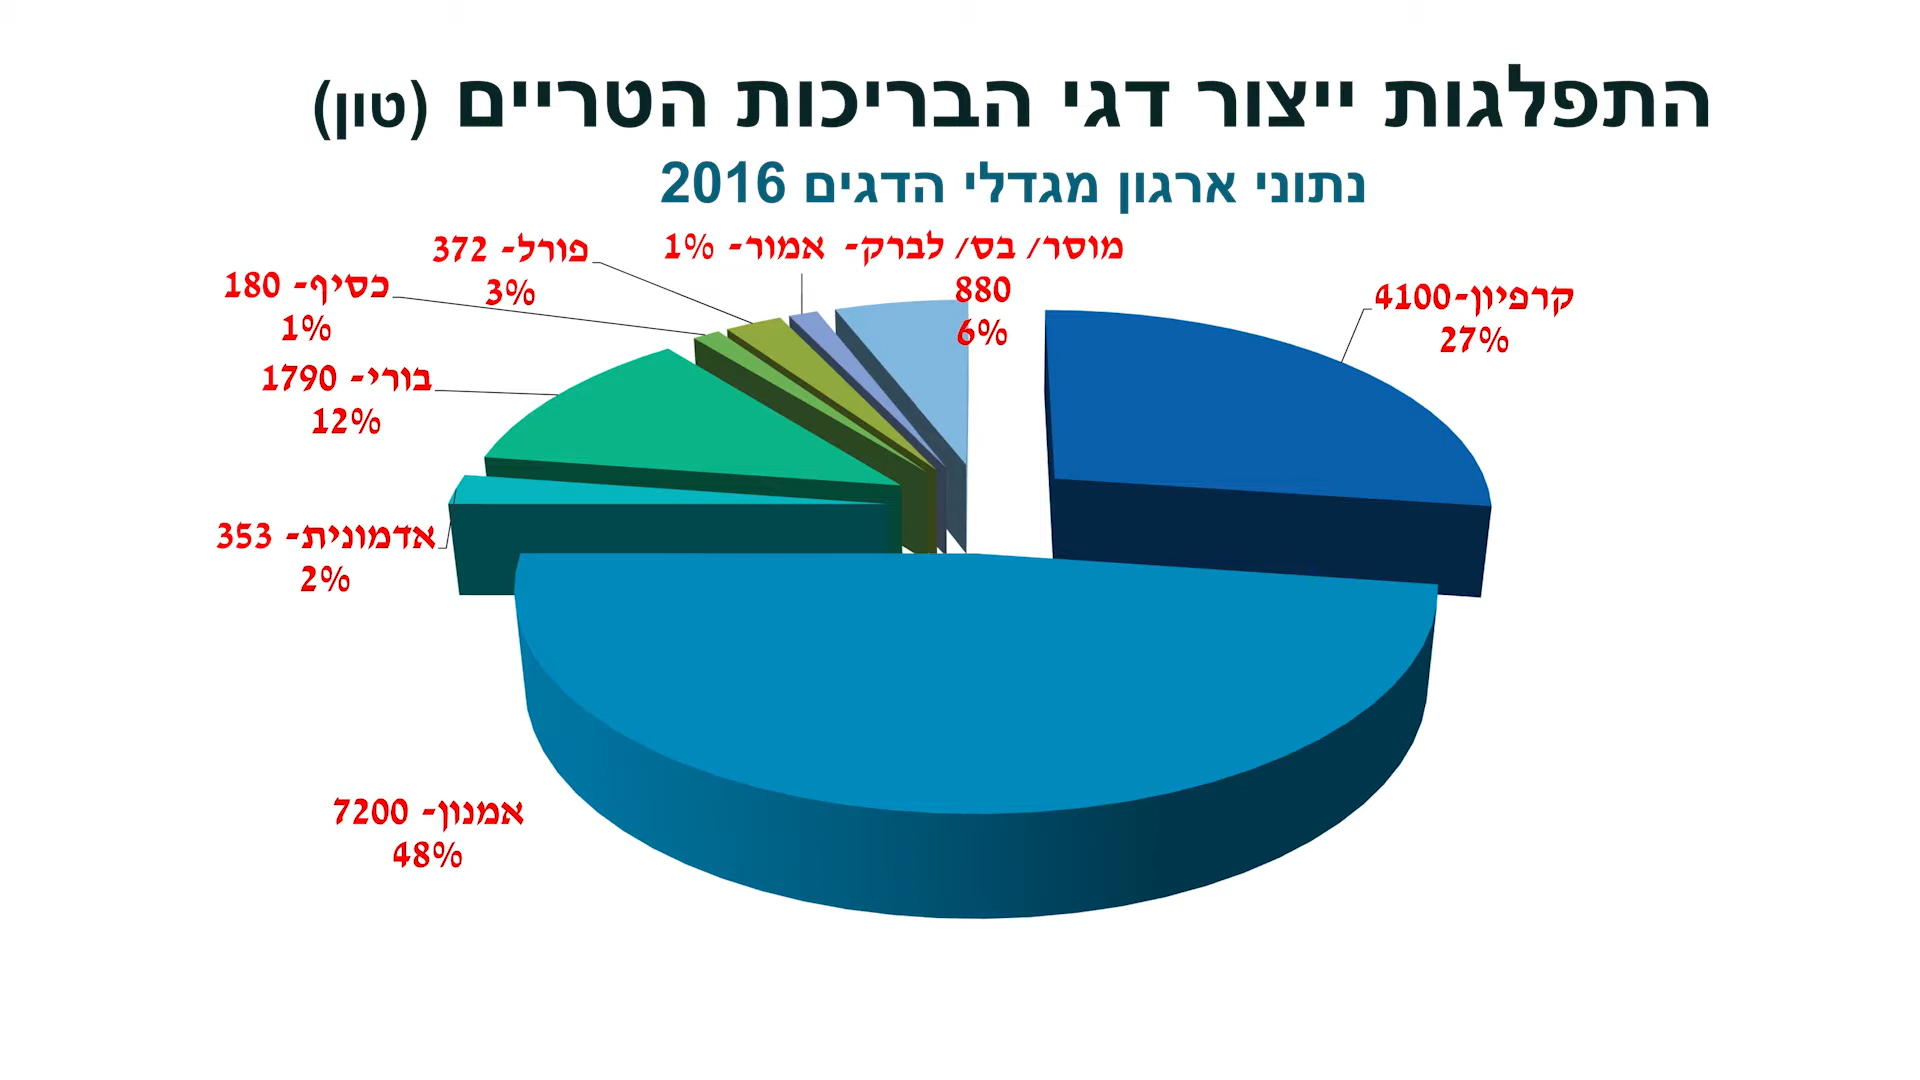 התפלגות ייצור דגי הבריכות הטריים (טון)
נתוני ארגון מגדלי הדגים 2016
קרפיון-4100
27%
מוסר/ בס/ לברק-
880
6%
אמור- 1%
פורל- 372
3%
כסיף- 180
1%
בורי- 1790
12%
אדמונית- 353
2%
אמנון- 7200
48%